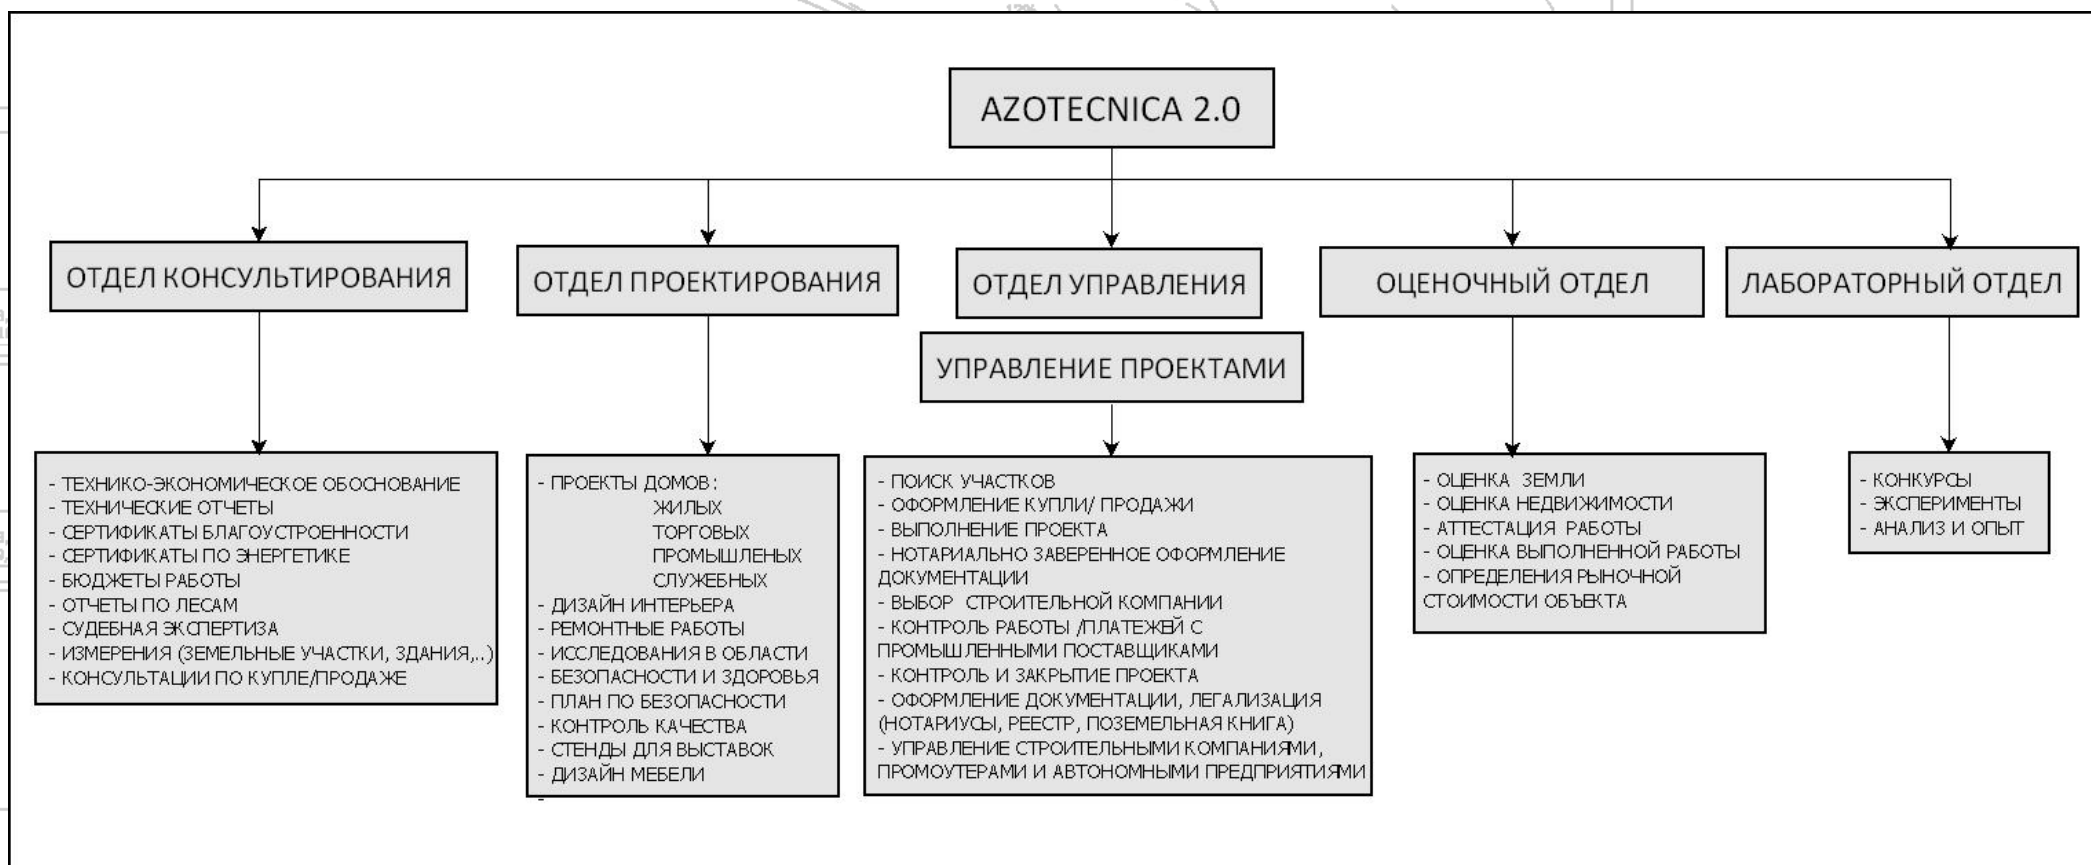 AZOTECNICA 2.0
ОТДЕЛ КОНСУЛЬТИРОВАНИЯ
- ТЕХНИКО-ЭКОНОМИЧЕСКОЕ ОБОСНОВАНИЕ
- ТЕХНИЧЕСКИЕ ОТЧЕТЫ
- СЕРТИФИКАТЫ БЛАГОУСТРОЕННОСТИ
- СЕРТИФИКАТЫ ПО ЭНЕРГЕТИКЕ
- БЮДЖЕТЫ РАБОТЫ
- ОТЧЕТЫ ПО ЛЕСАМ
- СУДЕБНАЯ ЭКСПЕРТИЗА
- ИЗМЕРЕНИЯ (ЗЕМЕЛЬНЫЕ УЧАСТКИ, ЗДАНИЯ,..)
- КОНСУЛЬТАЦИИ ПО КУПЛЕ/ПРОДАЖЕ
ОТДЕЛ ПРОЕКТИРОВАНИЯ
- ПРОЕКТЫ ДОМОВ :
ЖИЛЫХ
ТОРГОВЫХ
ПРОМЫШЛЕНЫХ
СЛУЖЕБНЫХ
- ДИЗАЙН ИНТЕРЬЕРА
- РЕМОНТНЫЕ РАБОТЫ
- ИССЛЕДОВАНИЯ В ОБЛАСТИ
- БЕЗОПАСНОСТИ И ЗДОРОВЬЯ
- ПЛАН ПО БЕЗОПАСНОСТИ
- КОНТРОЛЬ КАЧЕСТВА
- СТЕНДЫ ДЛЯ ВЫСТАВОК
- ДИЗАЙН МЕБЕЛИ
-
ОТДЕЛ УПРАВЛЕНИЯ
УПРАВЛЕНИЕ ПРОЕКТАМИ
- ПОИСК УЧАСТКОВ
- ОФОРМЛЕНИЕ КУПЛИ/ ПРОДАЖИ
- ВЫПОЛНЕНИЕ ПРОЕКТА
- НОТАРИАЛЬНО ЗАВЕРЕННОЕ ОФОРМЛЕНИЕ
ДОКУМЕНТАЦИИ
- ВЫБОР СТРОИТЕЛЬНОЙ КОМПАНИИ
- КОНТРОЛЬ РАБОТЫ /ПЛАТЕЖЕЙ С
ПРОМЫШЛЕННЫМИ ПОСТАВЩИКАМИ
- КОНТРОЛЬ И ЗАКРЫТИЕ ПРОЕКТА
- ОФОРМЛЕНИЕ ДОКУМЕНТАЦИИ, ЛЕГАЛИЗАЦИЯ
(НОТАРИУСЫ, РЕЕСТР, ПОЗЕМЕЛЬНАЯ КНИГА)
- УПРАВЛЕНИЕ СТРОИТЕЛЬНЫМИ КОМПАНИЯМИ,
ПРОМОУТЕРАМИ И АВТОНОМНЫМИ ПРЕДПРИЯТИЯМИ
ОЦЕНОЧНЫЙ ОТДЕЛ
- ОЦЕНКА ЗЕМЛИ
- ОЦЕНКА НЕДВИЖИМОСТИ
- АТТЕСТАЦИЯ РАБОТЫ
- ОЦЕНКА ВЫПОЛНЕННОЙ РАБОТЫ
- ОПРЕДЕЛЕНИЯ РЫНОЧНОЙ
СТОИМОСТИ ОБЪЕКТА
ЛАБОРАТОРНЫЙ ОТДЕЛ
- КОНКУРСЫ
- ЭКСПЕРИМЕНТЫ
- АНАЛИЗ И ОПЫТ